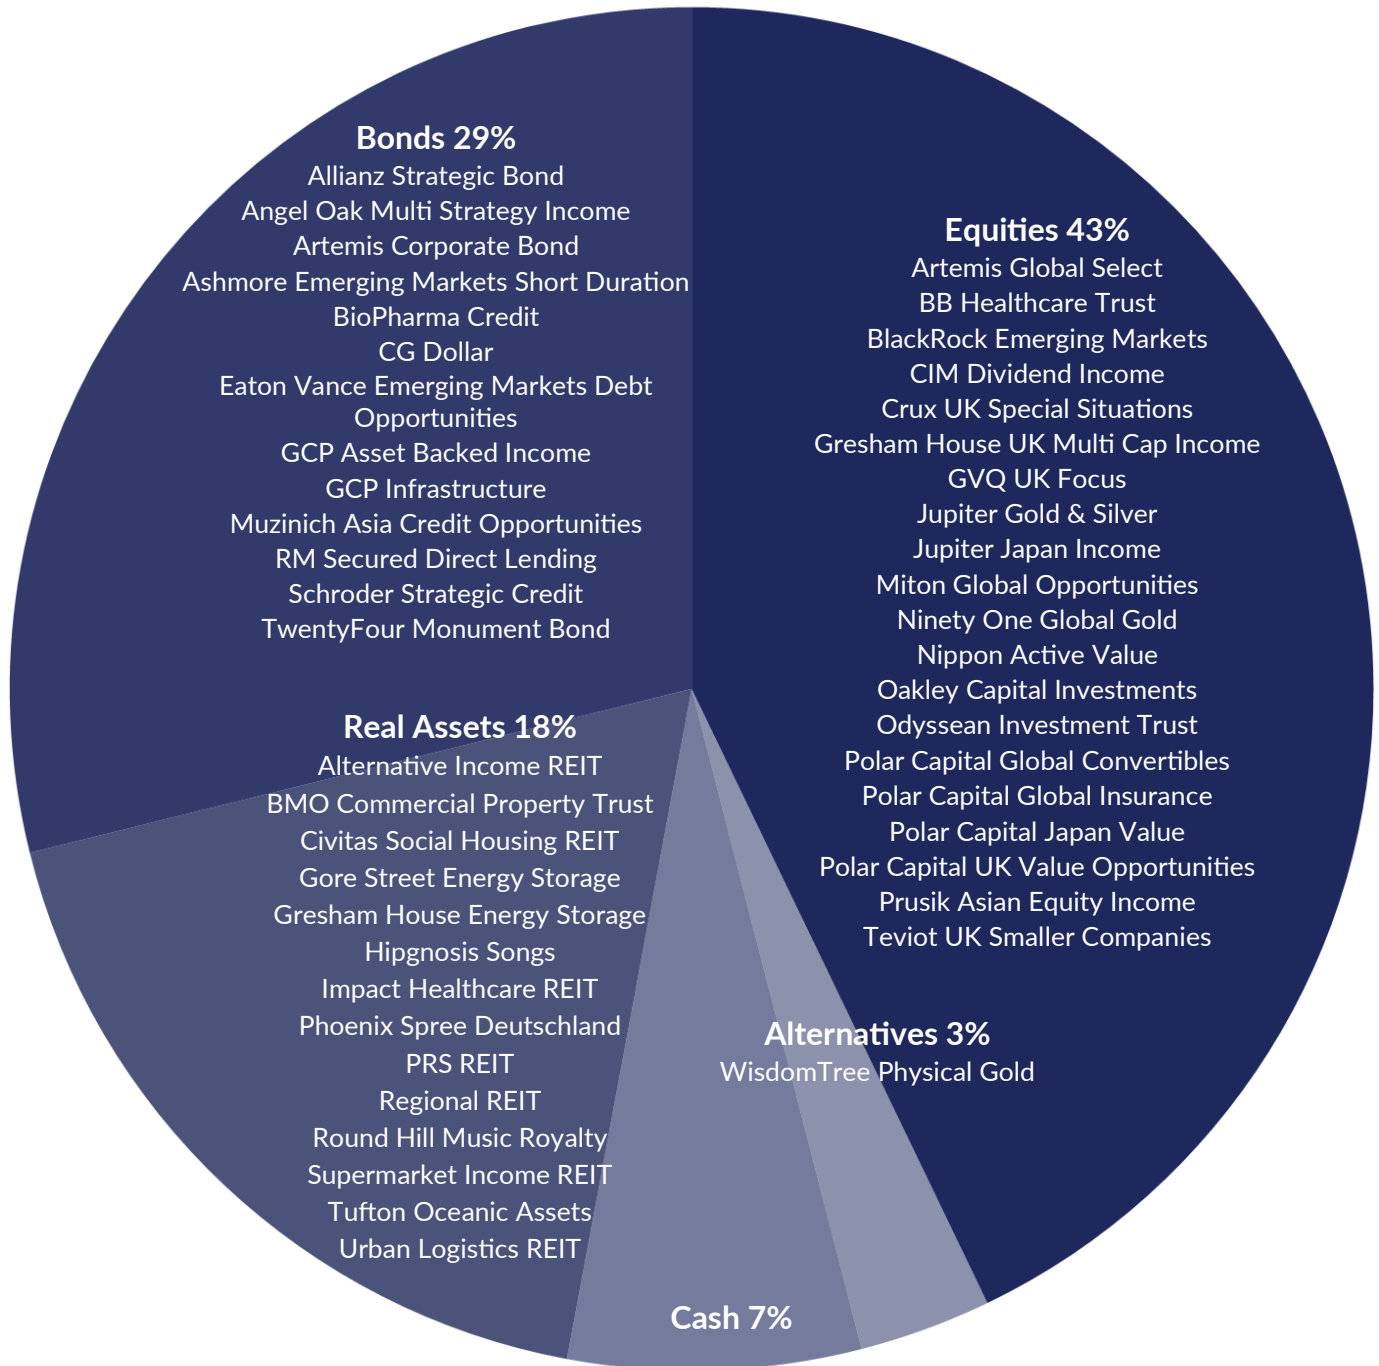 Bonds 29%
Allianz Strategic Bond
Angel Oak Multi Strategy Income
Artemis Corporate Bond
Ashmore Emerging Markets Short Duration
BioPharma Credit
CG Dollar
Eaton Vance Emerging Markets Debt
Opportunities
GCP Asset Backed Income
GCP Infrastructure
Muzinich Asia Credit Opportunities
RM Secured Direct Lending
Schroder Strategic Credit
TwentyFour Monument Bond
Equities 43%
Artemis Global Select
BB Healthcare Trust
BlackRock Emerging Markets
CIM Dividend Income
Crux UK Special Situations
Gresham House UK Multi Cap Income
GVQ UK Focus
Jupiter Gold & Silver
Jupiter Japan Income
Miton Global Opportunities
Ninety One Global Gold
Nippon Active Value
Oakley Capital Investments
Odyssean Investment Trust
Polar Capital Global Convertibles
Polar Capital Global Insurance
Polar Capital Japan Value
Polar Capital UK Value Opportunities
Prusik Asian Equity Income
Teviot UK Smaller Companies
Real Assets 18%
Alternative Income REIT
BMO Commercial Property Trust
Civitas Social Housing REIT
Gore Street Energy Storage
Gresham House Energy Storage
Hipgnosis Songs
Impact Healthcare REIT
Phoenix Spree Deutschland
PRS REIT
Regional REIT
Round Hill Music Royalty
Supermarket Income REIT
Tufton Oceanic Assets
Urban Logistics REIT
Alternatives 3%
WisdomTree Physical Gold
Cash 7%